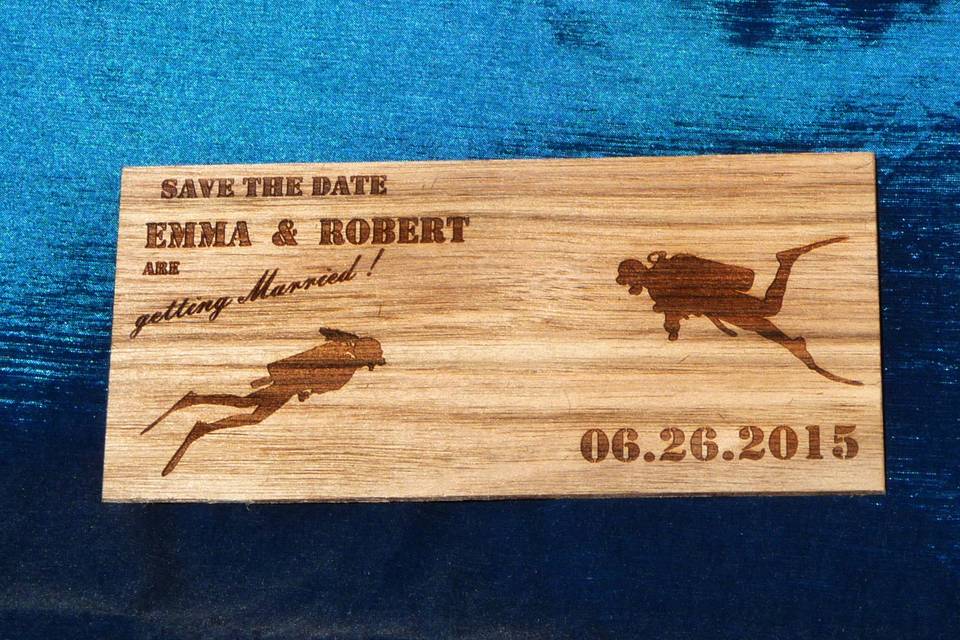 SAVE THE DATE
EMMA & ROBERT
ARE
getting Married !
06.26.2015